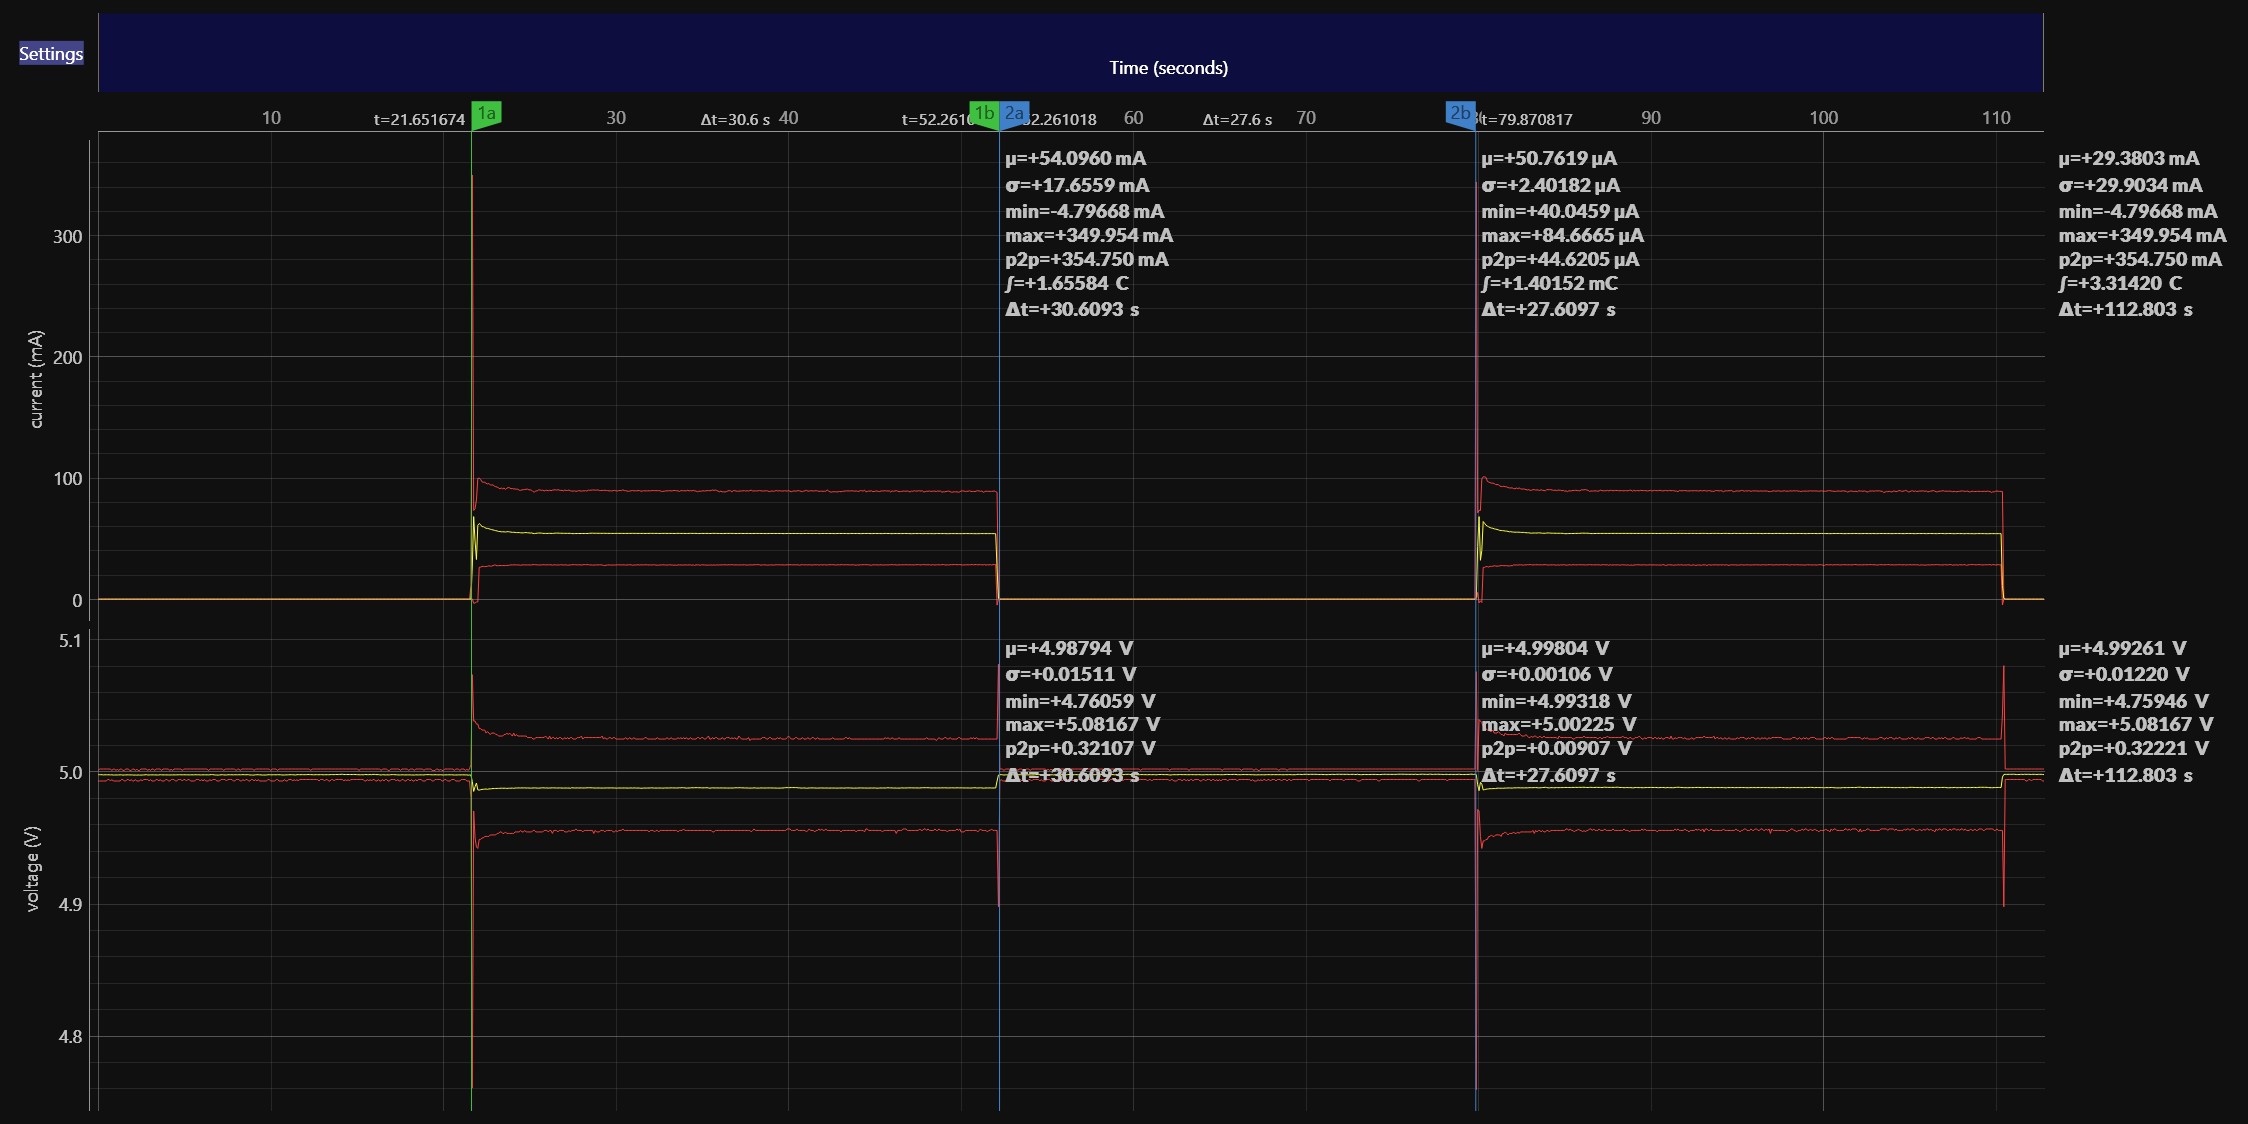 Settings
Time (seconds)
10 t=21.651674 1a 30 Δt=30.6 s 40 t=52.261 1b 2a 52.261018 60 Δt=27.6 s 70 2b t=79.870817 90 100 110
µ=+54.0960 mA
σ=+17.6559 mA
min=-4.79668 mA
max=+349.954 mA
p2p=+354.750 mA
∫=+1.65584 C
Δt=+30.6093 s
µ=+50.7619 µA
σ=+2.40182 µA
min=+40.0459 µA
max=+84.6665 µA
p2p=+44.6205 µA
∫=+1.40152 mC
Δt=+27.6097 s
µ=+29.3803 mA
σ=+29.9034 mA
min=-4.79668 mA
max=+349.954 mA
p2p=+354.750 mA
∫=+3.31420 C
Δt=+112.803 s
current (mA)
300
200
100
0
µ=+4.98794 V
σ=+0.01511 V
min=+4.76059 V
max=+5.08167 V
p2p=+0.32107 V
Δt=+30.6093 s
µ=+4.99804 V
σ=+0.00106 V
min=+4.99318 V
max=+5.00225 V
p2p=+0.00907 V
Δt=+27.6097 s
µ=+4.99261 V
σ=+0.01220 V
min=+4.75946 V
max=+5.08167 V
p2p=+0.32221 V
Δt=+112.803 s
voltage (V)
5.1
5.0
4.9
4.8